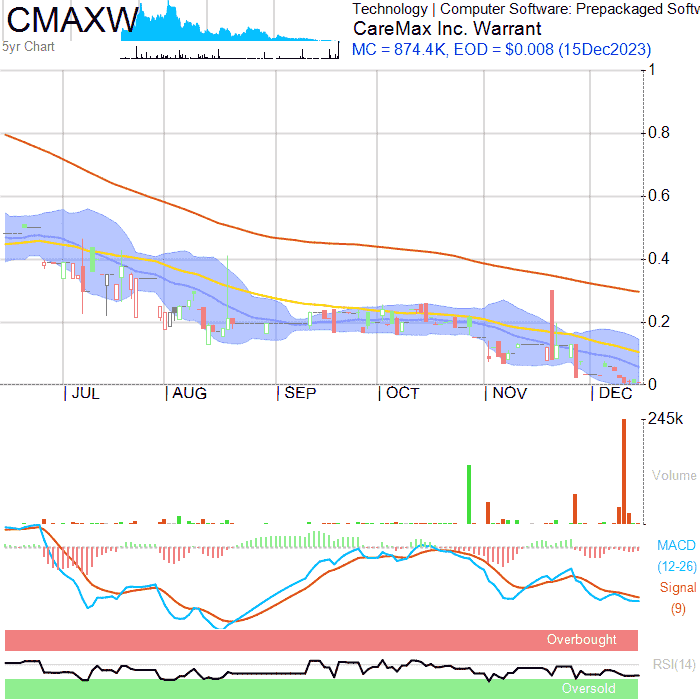 CMAXW
Technology | Computer Software: Prepackaged Softw
CareMax Inc. Warrant
5yr Chart
MC = 874.4K, EOD = $0.008 (15Dec2023)
1
0.8
0.6
0.4
0.2
0
JUL
AUG
SEP
OCT
NOV
DEC
245k
Volume
MACD
(12-26)
Signal
(9)
Overbought
RSI(14)
Oversold